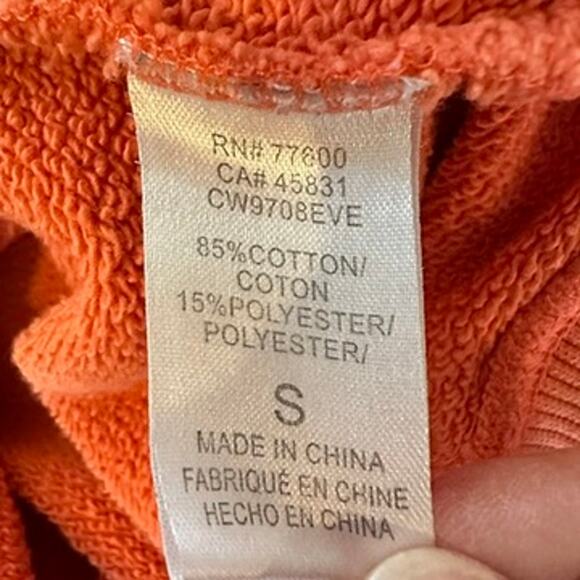 RN# 77600
CA# 45831
CW9708EVE
85%COTTON/
COTON
15%POLYESTER/
POLYESTER/
S
MADE IN CHINA
FABRIQUÉ EN CHINE
HECHO EN CHINA